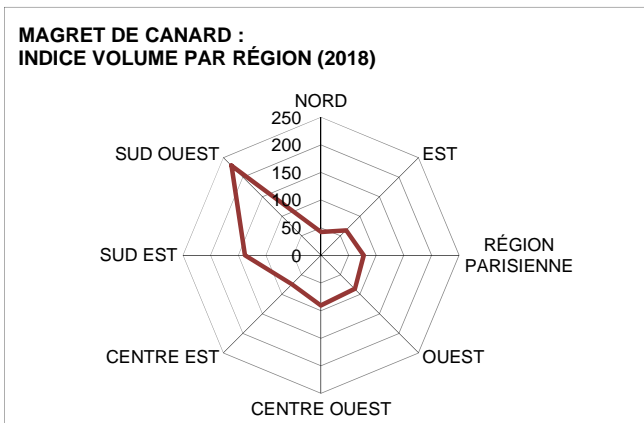 MAGRET DE CANARD :
INDICE VOLUME PAR RÉGION (2018)
NORD
250
200
150
100
50
0
EST
RÉGION
PARISIENNE
OUEST
CENTRE OUEST
CENTRE EST
SUD EST
SUD OUEST